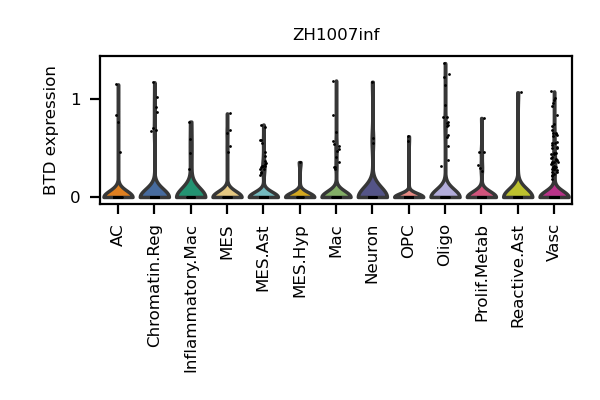 ZH1007inf
BTD expression
1
0
AC
Chromatin.Reg
Inflammatory.Mac
MES
MES.Ast
MES.Hyp
Mac
Neuron
OPC
Oligo
Prolif.Metab
Reactive.Ast
Vasc